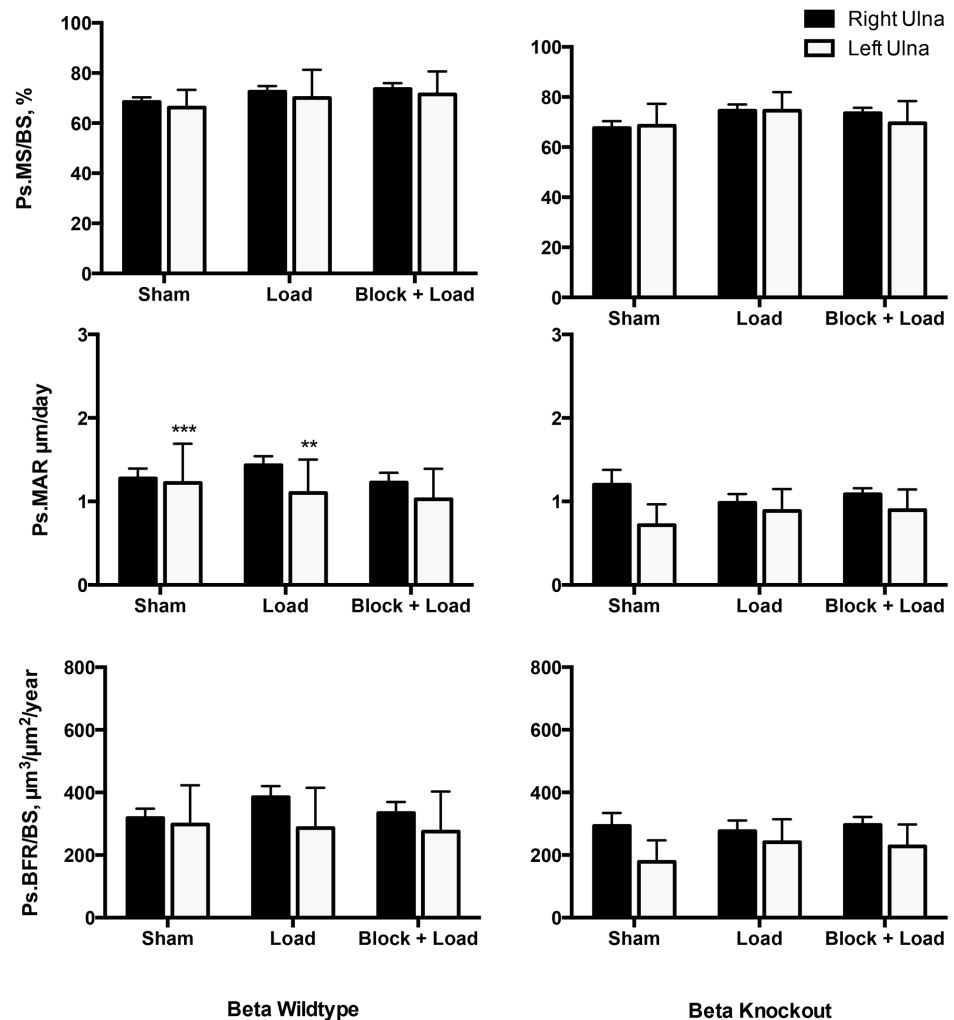 Right Ulna
Left Ulna
Ps.MS/BS, %
100
80
60
40
20
0
Sham Load Block + Load
100
80
60
40
20
0
Sham Load Block + Load
Ps.MAR µm/day
3
2
1
0
*** **
Sham Load Block + Load
3
2
1
0
Sham Load Block + Load
Ps.BFR/BS, µm³/µm²/year
800
600
400
200
0
Sham Load Block + Load
800
600
400
200
0
Sham Load Block + Load
Beta Wildtype
Beta Knockout